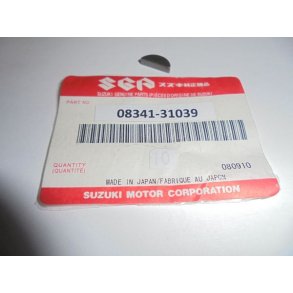 SGP スズキ純正部品
SUZUKI GENUINE PARTS (PIÈCES D'ORIGINE DE SUZUKI)
PART NO.
08341-31039
QUANTITY
(QUANTITÉ)
10
080910
MADE IN JAPAN/FABRIQUÉ AU JAPON
SUZUKI MOTOR CORPORATION